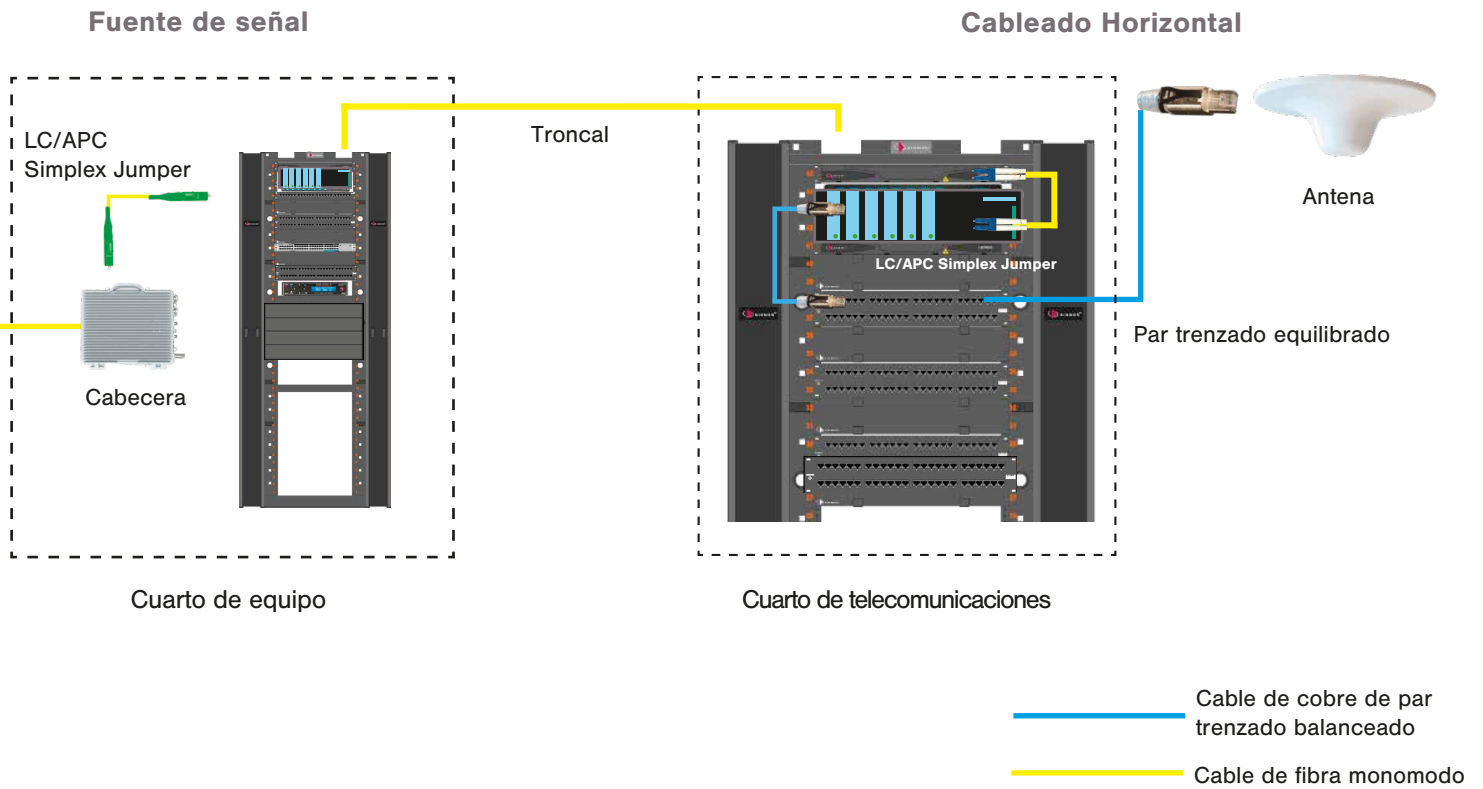 Fuente de señal
Cableado Horizontal
LC/APC
Simplex Jumper
Troncal
Antena
LC/APC Simplex Jumper
Par trenzado equilibrado
Cabecera
Cuarto de equipo
Cuarto de telecomunicaciones
Cable de cobre de par
trenzado balanceado
Cable de fibra monomodo